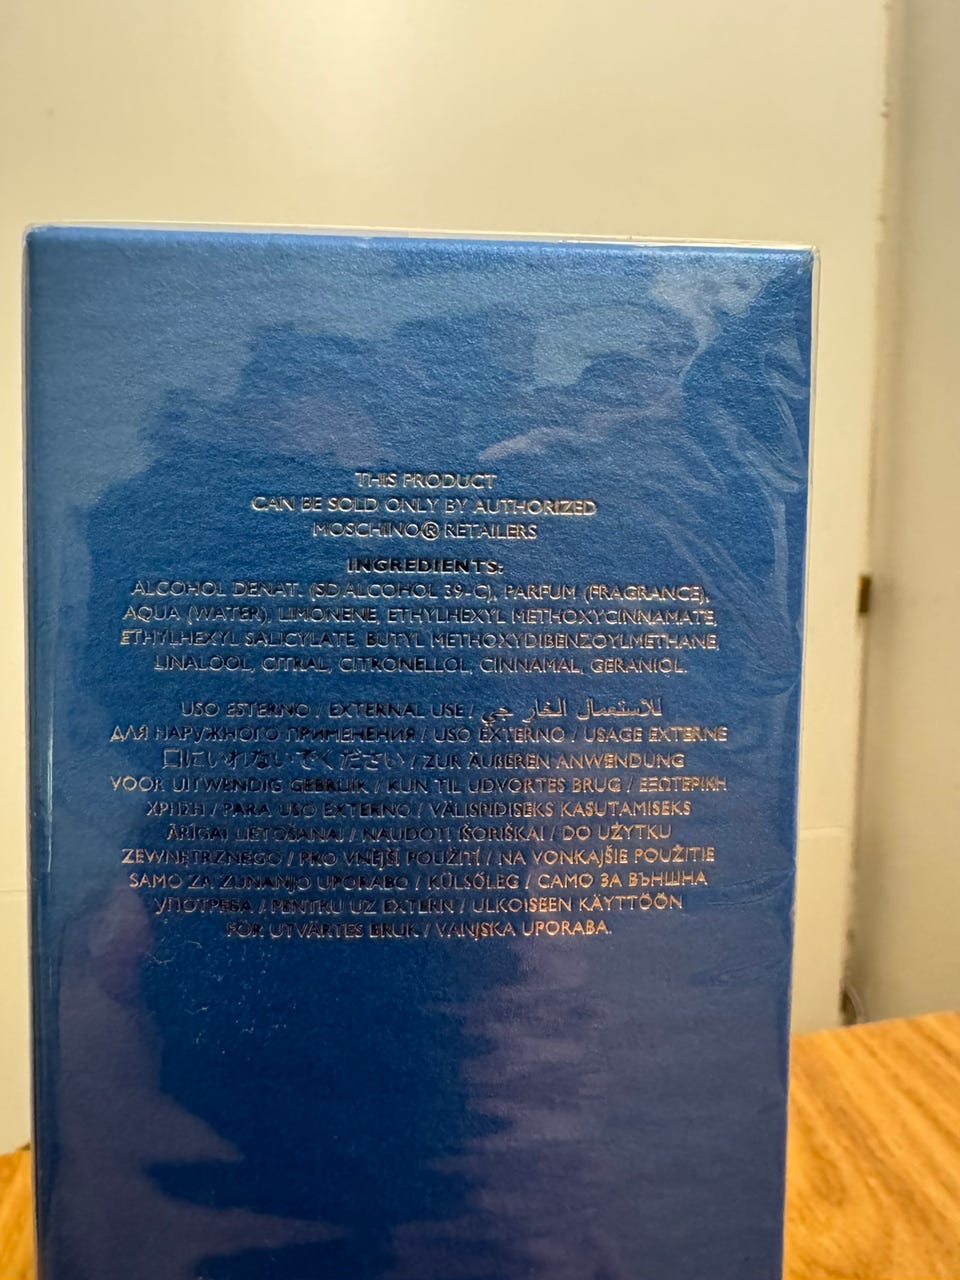 THIS PRODUCT
CAN BE SOLD ONLY BY AUTHORIZED
MOSCHINO® RETAILERS
INGREDIENTS:
ALCOHOL DENAT. (SD ALCOHOL 39-C), PARFUM (FRAGRANCE),
AQUA (WATER), LIMONENE, ETHYLHEXYL METHOXYCINNAMATE,
ETHYLHEXYL SALICYLATE, BUTYL METHOXYDIBENZOYLMETHANE,
LINALOOL, CITRAL, CITRONELLOL, CINNAMAL, GERANIOL.
USO ESTERNO / EXTERNAL USE / للاستعمال الخارجي
ДЛЯ НАРУЖНОГО ПРИМЕНЕНИЯ / USO EXTERNO / USAGE EXTERNE
口にいれないでください / ZUR ÄUßEREN ANWENDUNG
VOOR UITWENDIG GEBRUIK / KUN TIL UDVORTES BRUG / ΕΞΩΤΕΡΙΚΗ
ΧΡΗΣΗ / PARA USO EXTERNO / VÄLISPIDISEKS KASUTAMISEKS
ĀRĪGAI LIETOŠANAI / NAUDOTI IŠORIŠKAI / DO UŻYTKU
ZEWNĘTRZNEGO / PRO VNĚJŠÍ POUŽITÍ / NA VONKAJŠIE POUŽITIE
SAMO ZA ZUNANJO UPORABO / KÜLSŐLEG / САМО ЗА ВЪНШНА
УПОТРЕБА / PENTRU UZ EXTERN / ULKOISEEN KÄYTTÖÖN
FÖR UTVÄRTES BRUK / VANJSKA UPORABA.